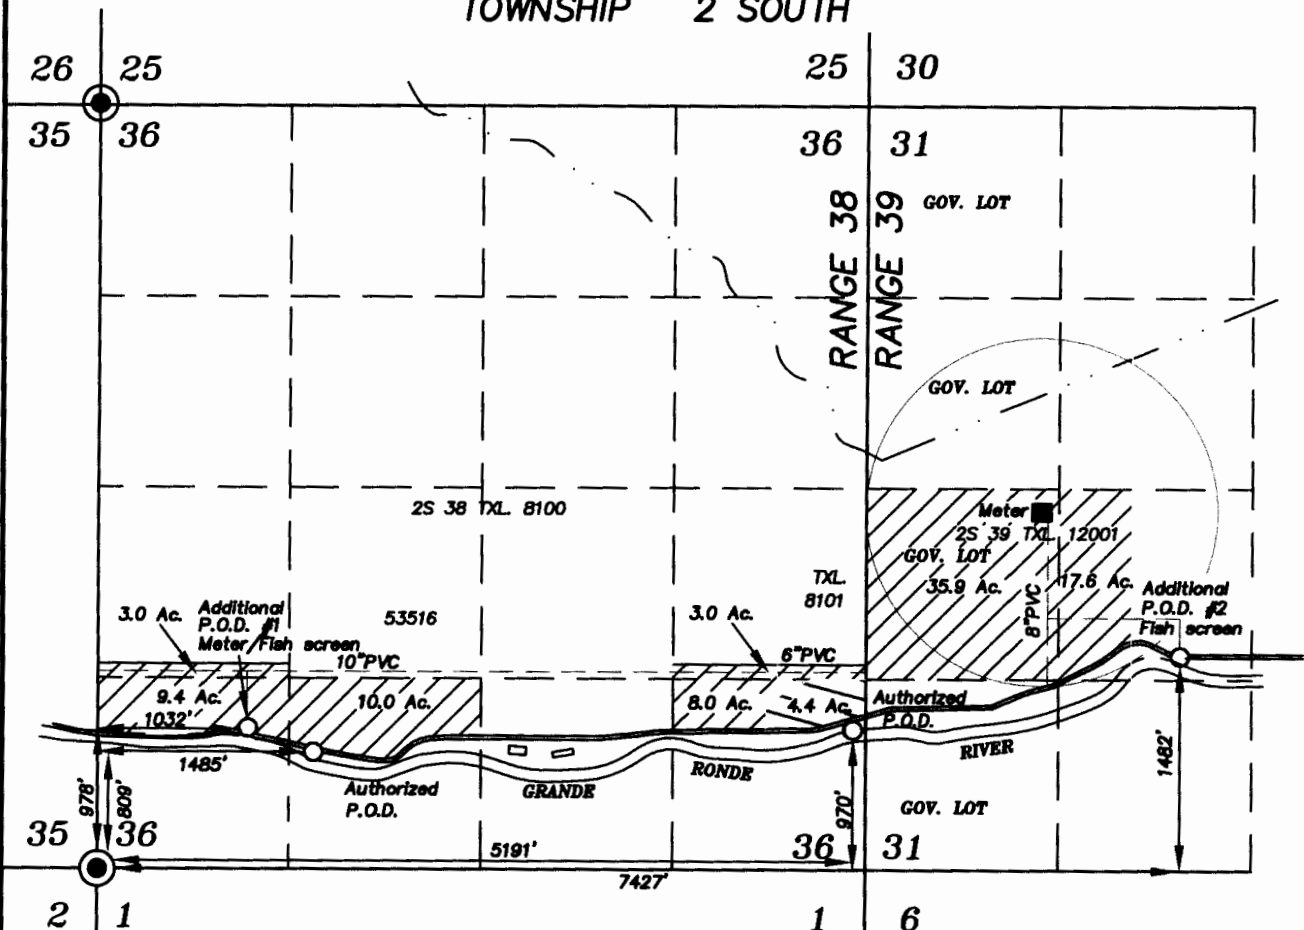 TOWNSHIP 2 SOUTH
26 25
25 30
35 36
36 31
RANGE 38
RANGE 39
GOV. LOT
GOV. LOT
2S 38 TXL. 8100
Meter
2S 39 TXL. 12001
GOV. LOT
35.9 Ac.
17.6 Ac.
TXL.
8101
8"PVC
Additional
P.O.D. #2
Fish screen
3.0 Ac.
Additional
P.O.D. #1
Meter/Fish screen
53516
3.0 Ac.
10"PVC
6"PVC
9.4 Ac.
10.0 Ac.
8.0 Ac.
4.4 Ac.
Authorized
P.O.D.
1032'
1485'
Authorized
P.O.D.
GRANDE
RONDE
RIVER
978'
809'
970'
1482'
GOV. LOT
35 36
36 31
5191'
7427'
2 1
1 6